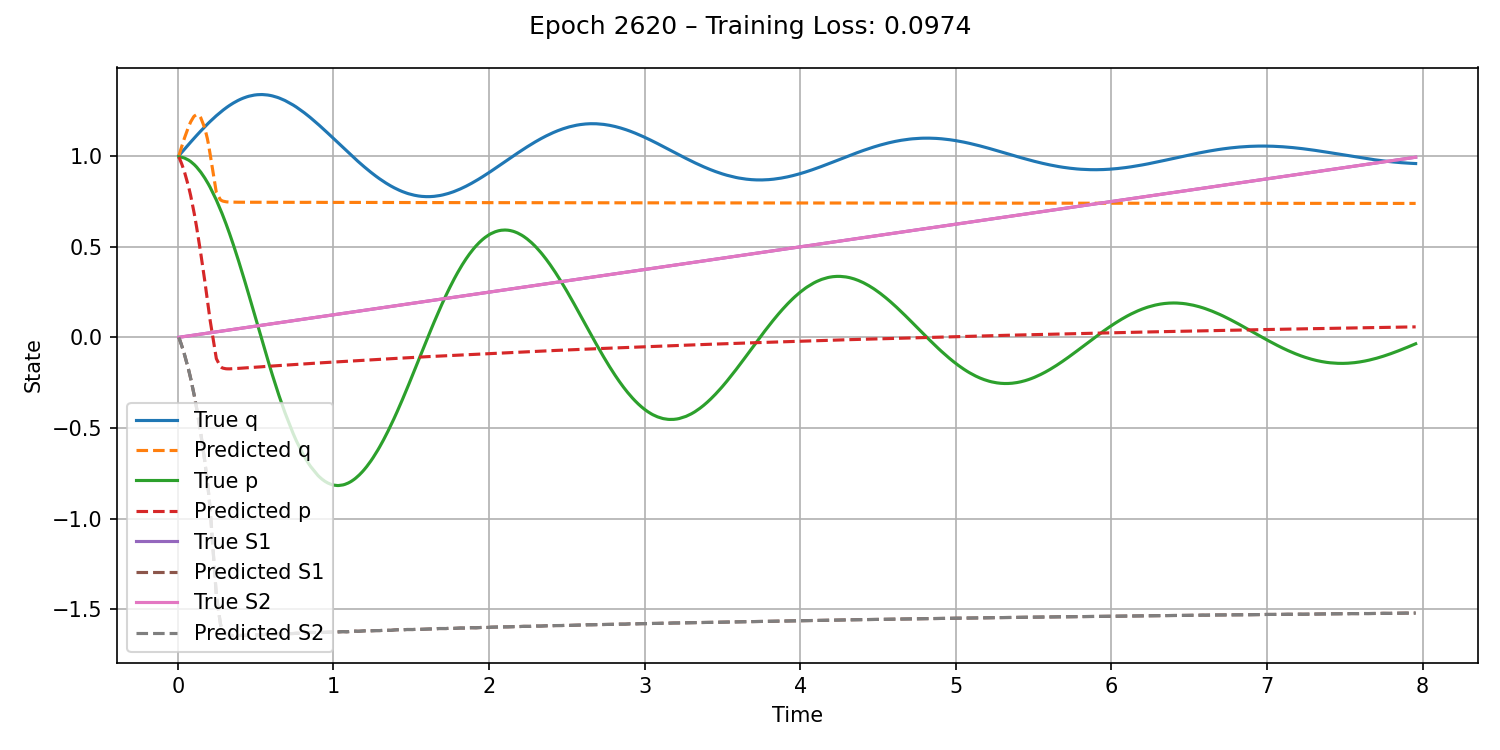 Epoch 2620 – Training Loss: 0.0974
State
1.0
0.5
0.0
−0.5
−1.0
−1.5
True q
Predicted q
True p
Predicted p
True S1
Predicted S1
True S2
Predicted S2
0 1 2 3 4 5 6 7 8
Time